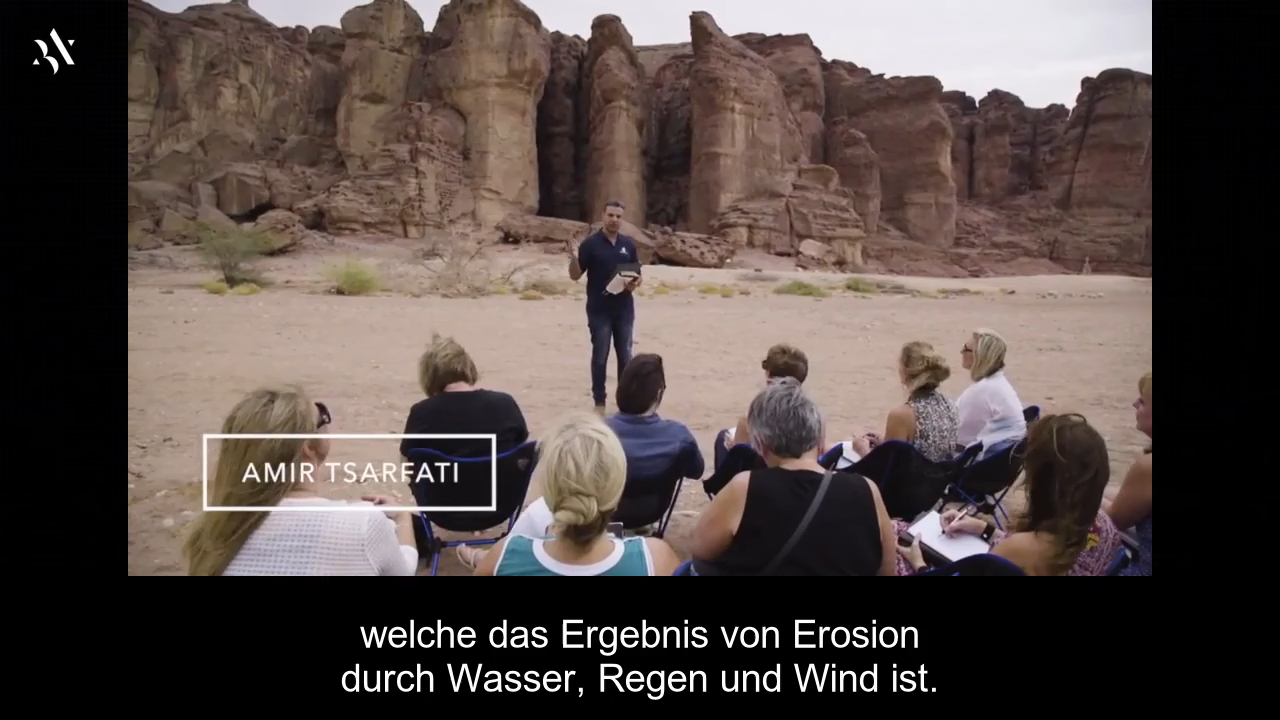 AMIR TSARFATI
welche das Ergebnis von Erosion
durch Wasser, Regen und Wind ist.